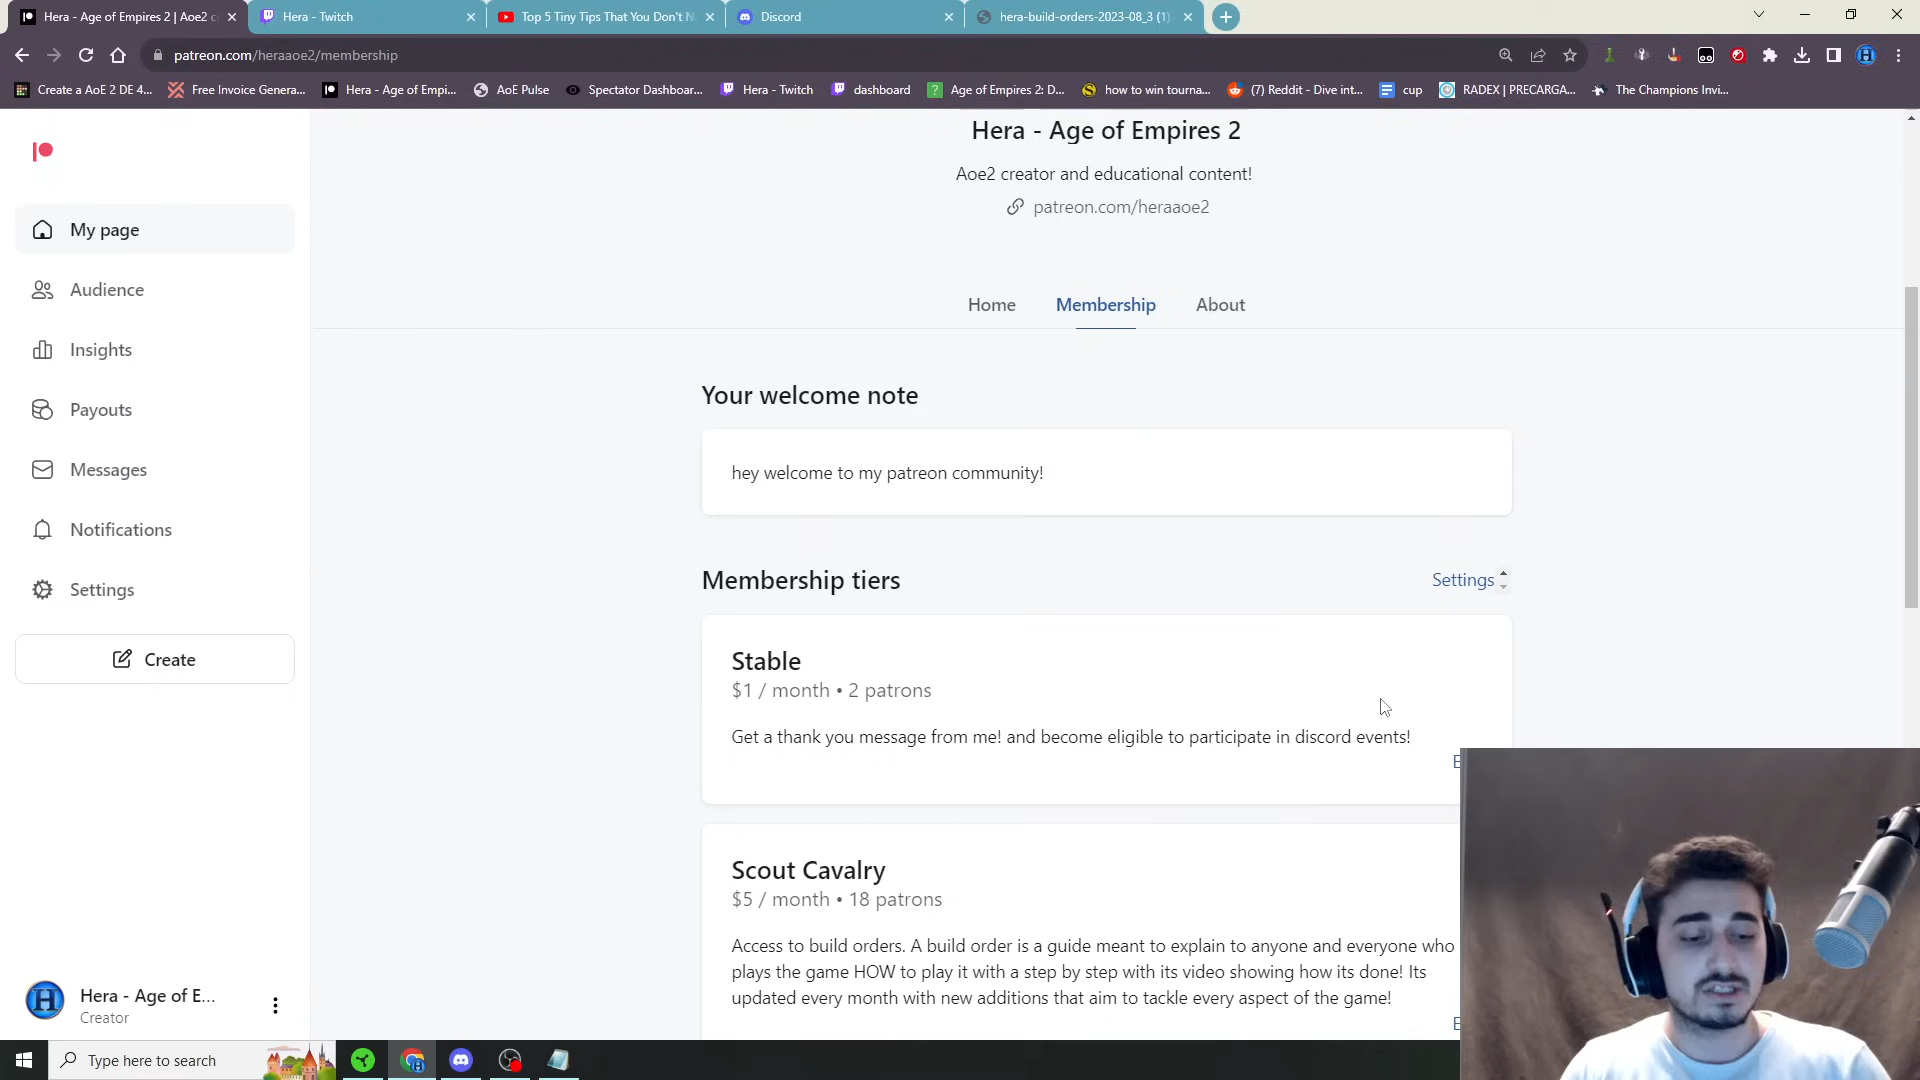 Hera - Age of Empires 2 | Aoe2 c
Hera - Twitch
Top 5 Tiny Tips That You Don't N
Discord
hera-build-orders-2023-08_3 (1)
patreon.com/heraaoe2/membership
Create a AoE 2 DE 4...
Free Invoice Genera...
Hera - Age of Empi...
AoE Pulse
Spectator Dashboar...
Hera - Twitch
dashboard
Age of Empires 2: D...
how to win tourna...
(7) Reddit - Dive int...
cup
RADEX | PRECARGA...
The Champions Invi...
My page
Audience
Insights
Payouts
Messages
Notifications
Settings
Create
Hera - Age of E...
Creator
Hera - Age of Empires 2
Aoe2 creator and educational content!
patreon.com/heraaoe2
Home
Membership
About
Your welcome note
hey welcome to my patreon community!
Membership tiers
Settings
Stable
$1 / month • 2 patrons
Get a thank you message from me! and become eligible to participate in discord events!
Scout Cavalry
$5 / month • 18 patrons
Access to build orders. A build order is a guide meant to explain to anyone and everyone who
plays the game HOW to play it with a step by step with its video showing how its done! Its
updated every month with new additions that aim to tackle every aspect of the game!
Type here to search